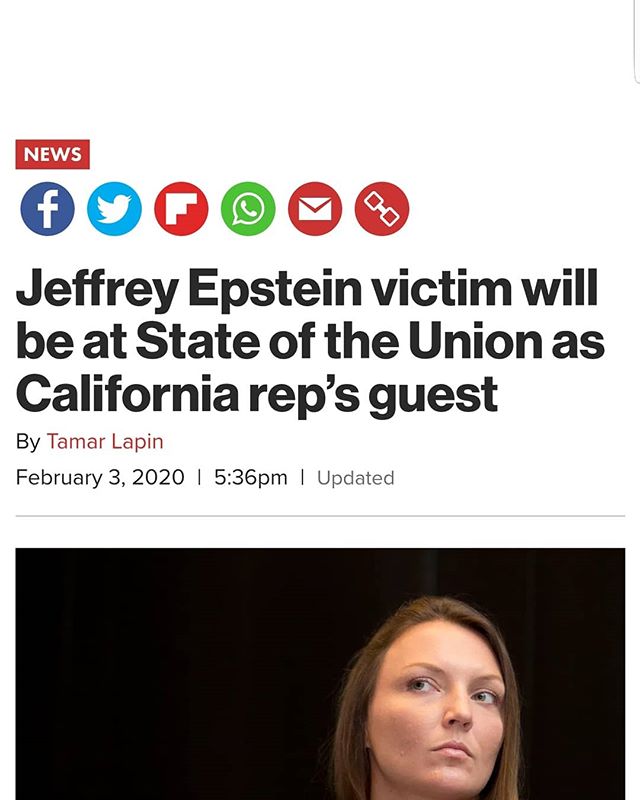 NEWS
Jeffrey Epstein victim will
be at State of the Union as
California rep's guest
By Tamar Lapin
February 3, 2020 | 5:36pm | Updated